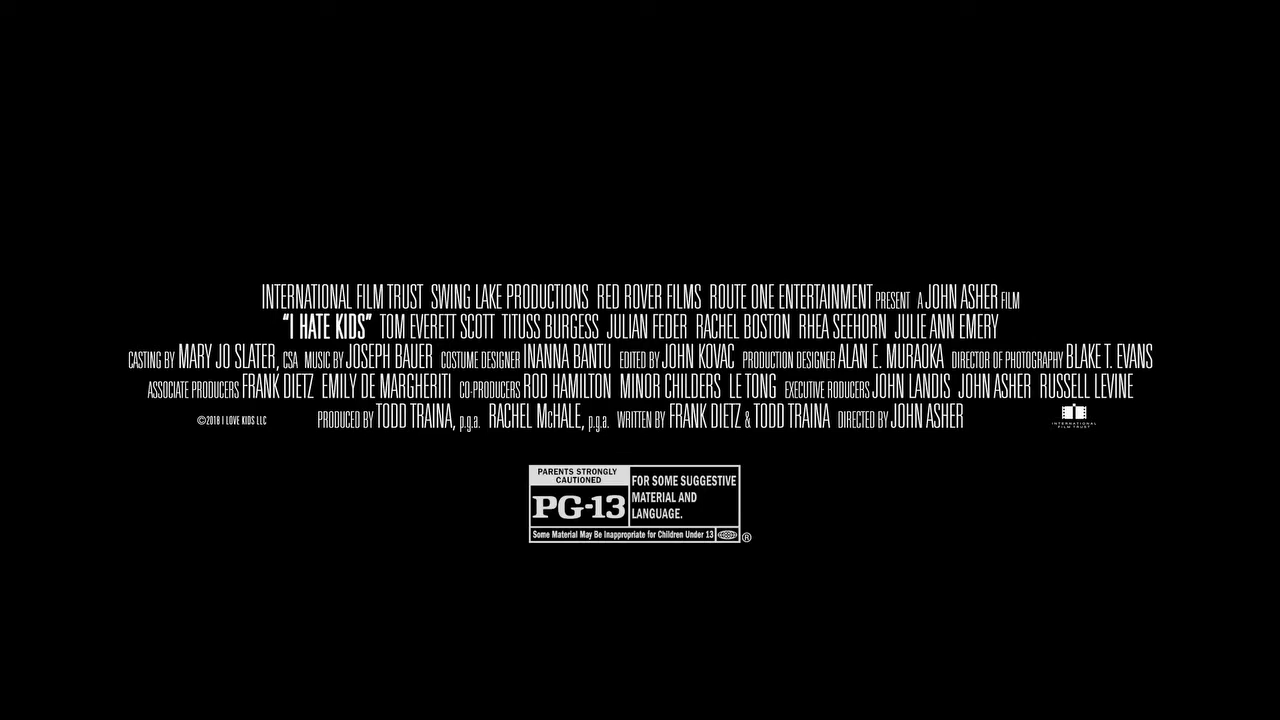 INTERNATIONAL FILM TRUST SWING LAKE PRODUCTIONS RED ROVER FILMS ROUTE ONE ENTERTAINMENT PRESENT A JOHN ASHER FILM
“I HATE KIDS” TOM EVERETT SCOTT TITUSS BURGESS JULIAN FEDER RACHEL BOSTON RHEA SEEHORN JULIE ANN EMERY
CASTING BY MARY JO SLATER, CSA MUSIC BY JOSEPH BAUER COSTUME DESIGNER INANNA BANTU EDITED BY JOHN KOVAC PRODUCTION DESIGNER ALAN E. MURAOKA DIRECTOR OF PHOTOGRAPHY BLAKE T. EVANS
ASSOCIATE PRODUCERS FRANK DIETZ EMILY DE MARGHERITI CO-PRODUCERS ROD HAMILTON MINOR CHILDERS LE TONG EXECUTIVE RODUCERS JOHN LANDIS JOHN ASHER RUSSELL LEVINE
©2018 I LOVE KIDS LLC PRODUCED BY TODD TRAINA, p.g.a. RACHEL McHALE, p.g.a. WRITTEN BY FRANK DIETZ & TODD TRAINA DIRECTED BY JOHN ASHER
INTERNATIONAL
FILM TRUST
PARENTS STRONGLY
CAUTIONED
PG-13
FOR SOME SUGGESTIVE
MATERIAL AND
LANGUAGE.
Some Material May Be Inappropriate for Children Under 13
®